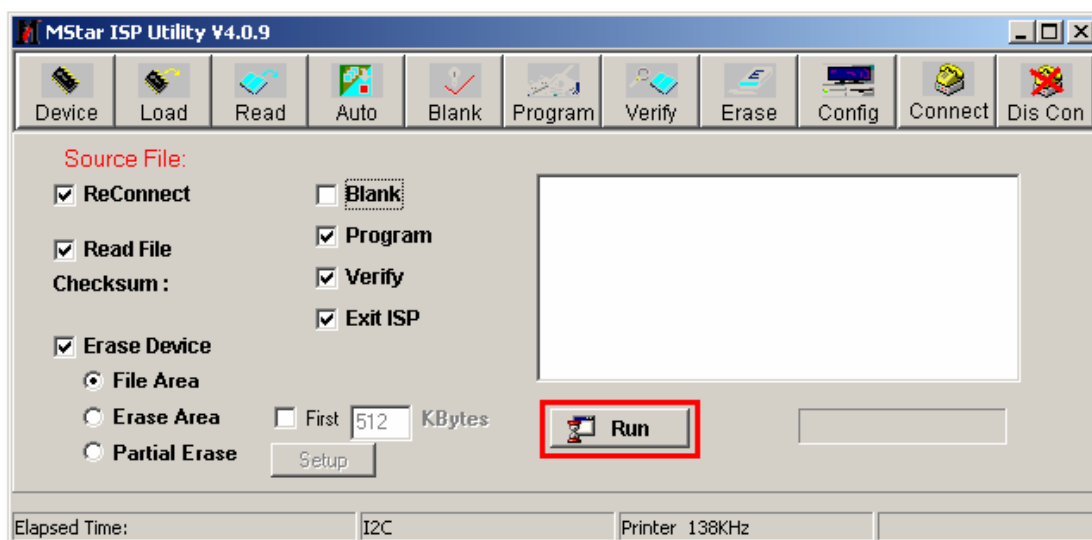 MStar ISP Utility V4.0.9
Device Load Read Auto Blank Program Verify Erase Config Connect Dis Con
Source File:
ReConnect
Blank
Read File
Program
Checksum :
Verify
Exit ISP
Erase Device
File Area
Erase Area
First 512 KBytes
Partial Erase
Setup
Run
Elapsed Time: I2C Printer 138KHz